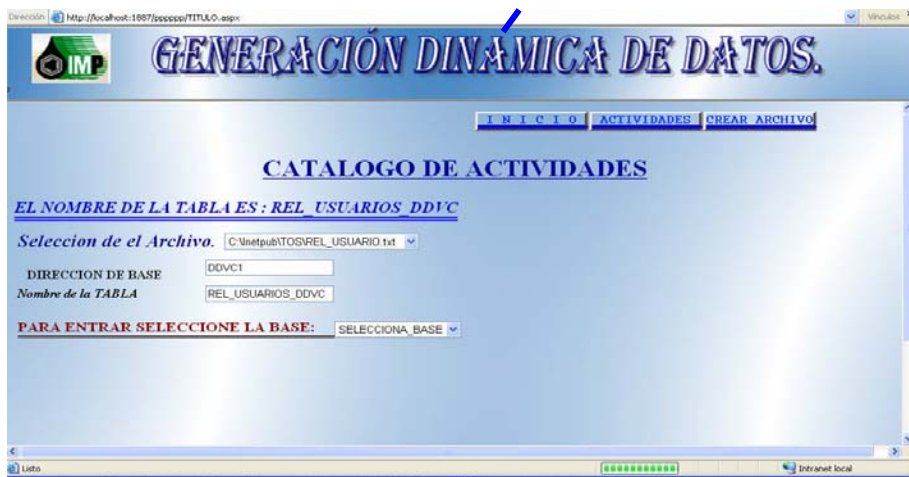 Dirección http://localhost:1887/pppppp/TITULO.aspx Vínculos
IMP GENERACIÓN DINÁMICA DE DATOS.
I N I C I O ACTIVIDADES CREAR ARCHIVO
CATALOGO DE ACTIVIDADES
EL NOMBRE DE LA TABLA ES : REL_USUARIOS_DDVC
Seleccion de el Archivo. C:\Inetpub\TOS\REL_USUARIO.txt
DIRECCION DE BASE DDVC1
Nombre de la TABLA REL_USUARIOS_DDVC
PARA ENTRAR SELECCIONE LA BASE: SELECCIONA_BASE
Listo Intranet local